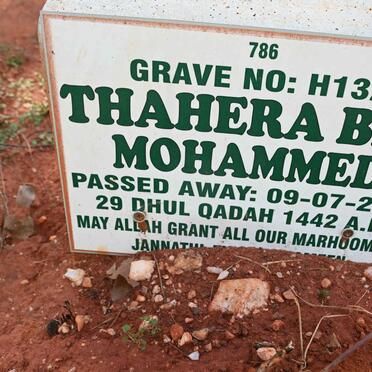 786
GRAVE NO: H13
THAHERA B
MOHAMMED
PASSED AWAY: 09-07-2
29 DHUL QADAH 1442 A.
MAY ALLAH GRANT ALL OUR MARHOOM
JANNATH